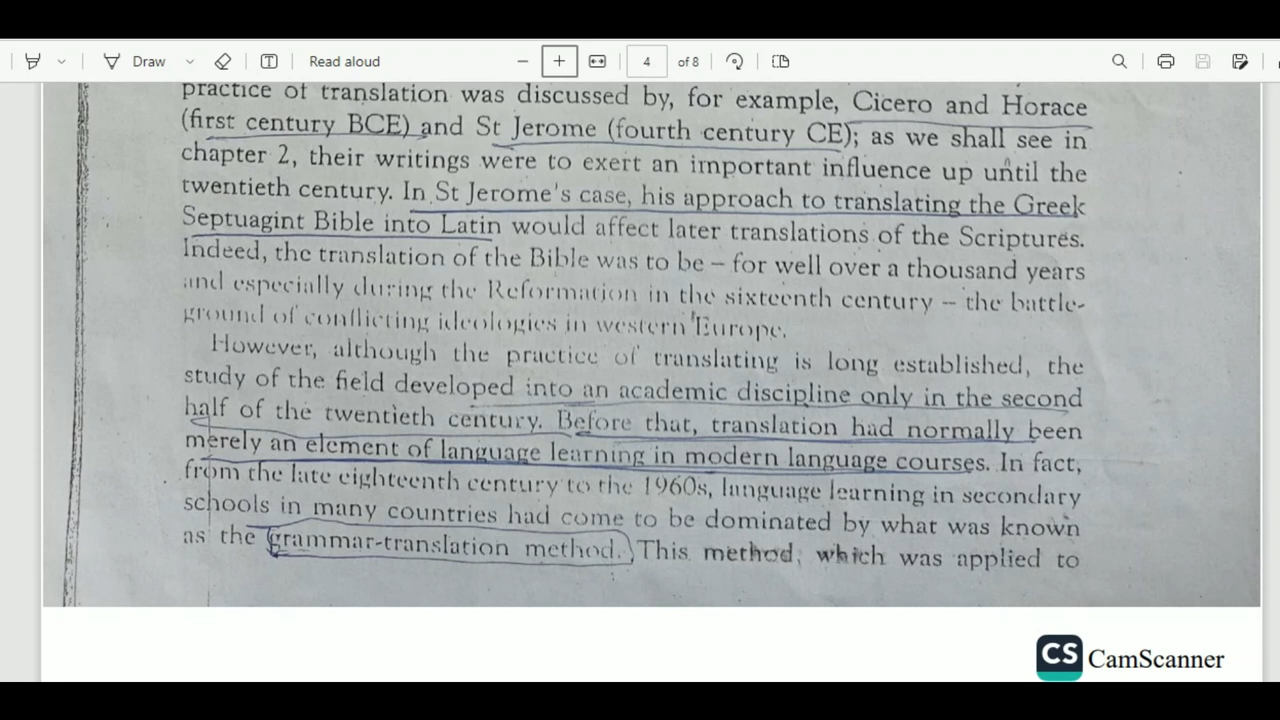 Draw
Read aloud
4
of 8
practice of translation was discussed by, for example, Cicero and Horace
(first century BCE) and St Jerome (fourth century CE); as we shall see in
chapter 2, their writings were to exert an important influence up until the
twentieth century. In St Jerome's case, his approach to translating the Greek
Septuagint Bible into Latin would affect later translations of the Scriptures.
Indeed, the translation of the Bible was to be – for well over a thousand years
and especially during the Reformation in the sixteenth century – the battle-
ground of conflicting ideologies in western Europe.
However, although the practice of translating is long established, the
study of the field developed into an academic discipline only in the second
half of the twentieth century. Before that, translation had normally been
merely an element of language learning in modern language courses. In fact,
from the late eighteenth century to the 1960s, language learning in secondary
schools in many countries had come to be dominated by what was known
as the grammar-translation method. This method, which was applied to
CS CamScanner